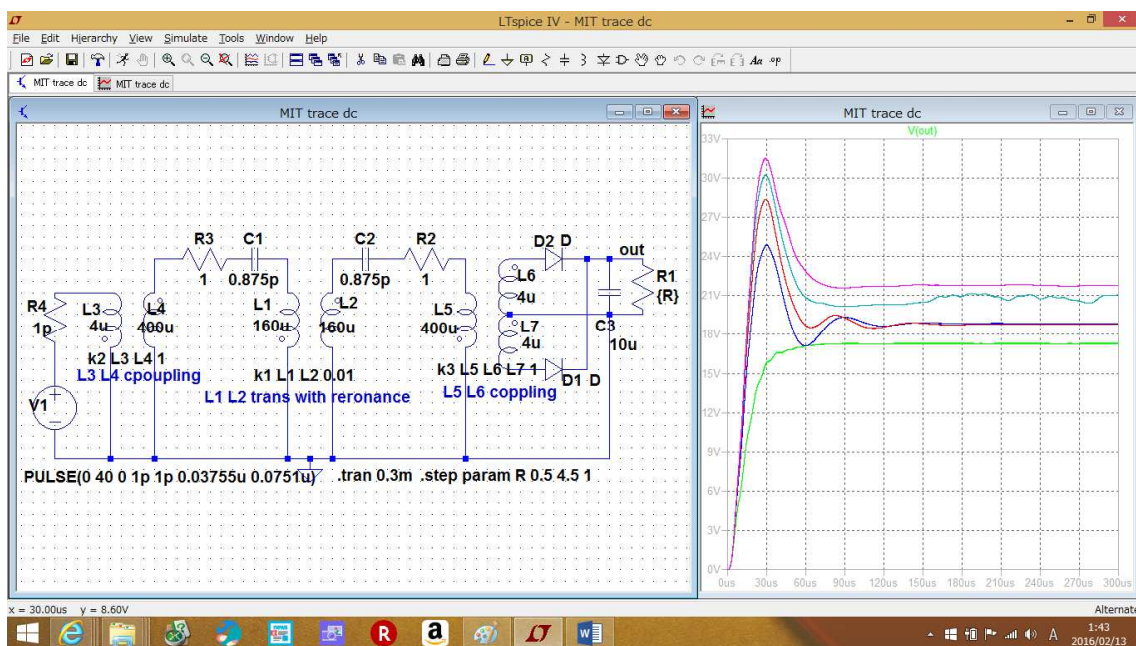 LTspice IV - MIT trace dc
File Edit Hierarchy View Simulate Tools Window Help
Aa .op
MIT trace dc MIT trace dc
MIT trace dc
R3 C1 C2 R2 D2 D out
1 0.875p 0.875p 1
R4 L3 L4 L1 L2 L5 L6 R1
1p 4u 400u 160u 160u 400u 4u {R}
L7 C3
4u 10u
k2 L3 L4 1 k1 L1 L2 0.01 k3 L5 L6 L7 1 D1 D
L3 L4 cpoupling L1 L2 trans with reronance L5 L6 coppling
V1
PULSE(0 40 0 1p 1p 0.03755u 0.0751u) .tran 0.3m .step param R 0.5 4.5 1
MIT trace dc
V(out)
33V
30V
27V
24V
21V
18V
15V
12V
9V
6V
3V
0V
0us 30us 60us 90us 120us 150us 180us 210us 240us 270us 300us
x = 30.00us y = 8.60V Alternate
R a W A 1:43
2016/02/13